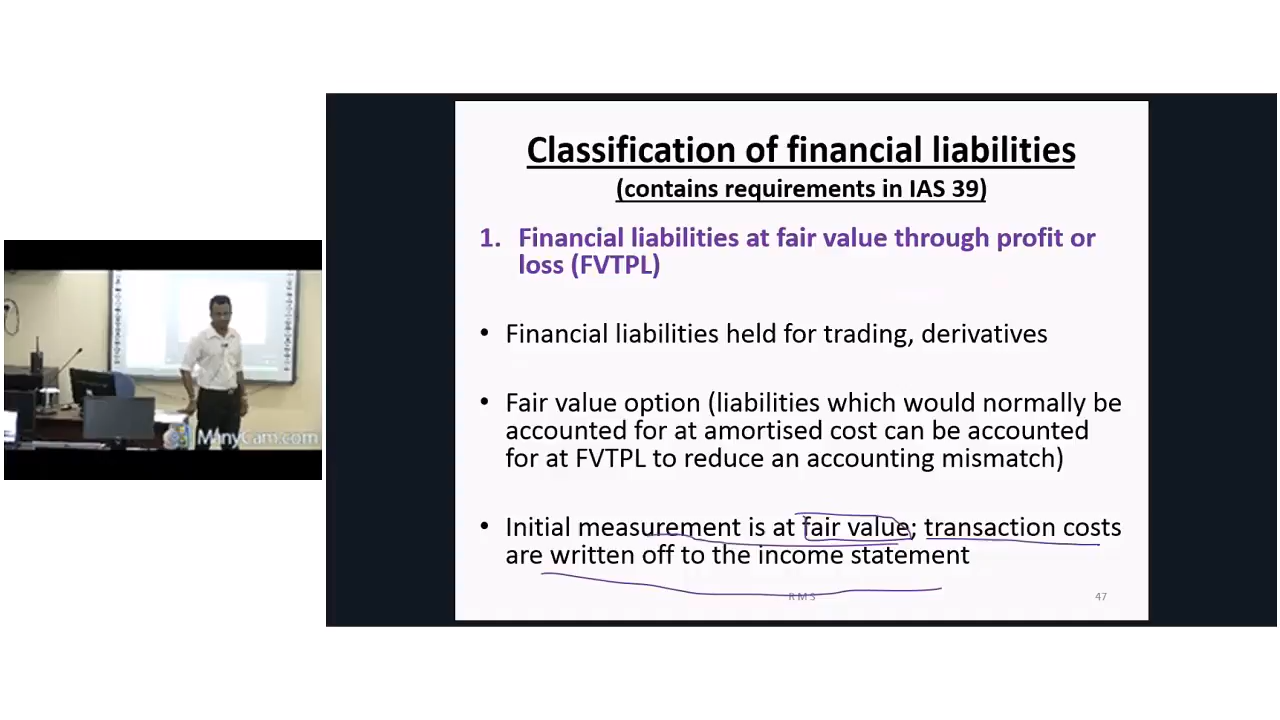 Classification of financial liabilities
(contains requirements in IAS 39)
1. Financial liabilities at fair value through profit or
loss (FVTPL)
• Financial liabilities held for trading, derivatives
• Fair value option (liabilities which would normally be
accounted for at amortised cost can be accounted
for at FVTPL to reduce an accounting mismatch)
• Initial measurement is at fair value; transaction costs
are written off to the income statement
R M S
47
ManyCam.com